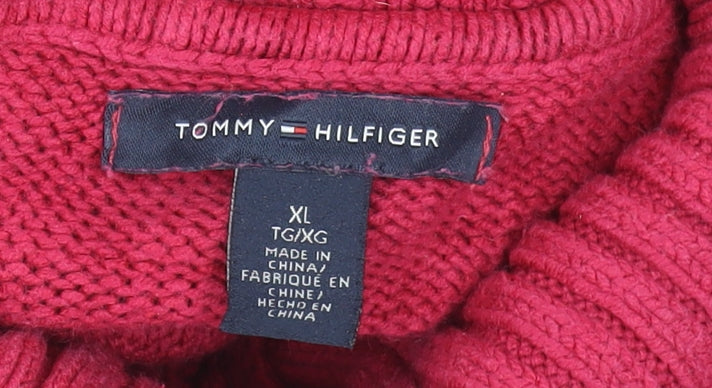 TOMMY HILFIGER
XL
TG/XG
MADE IN
CHINA/
FABRIQUÉ EN
CHINE/
HECHO EN
CHINA